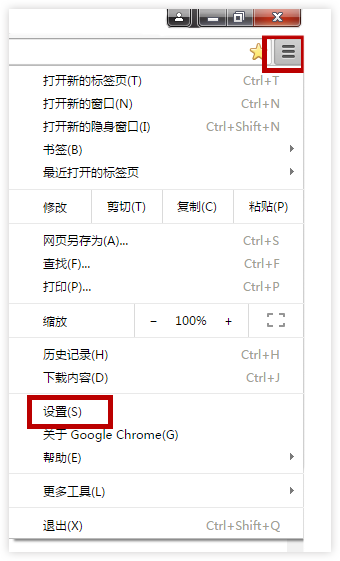 打开新的标签页(T) Ctrl+T
打开新的窗口(N) Ctrl+N
打开新的隐身窗口(I) Ctrl+Shift+N
书签(B)
最近打开的标签页
修改 剪切(T) 复制(C) 粘贴(P)
网页另存为(A)... Ctrl+S
查找(F)... Ctrl+F
打印(P)... Ctrl+P
缩放 − 100% +
历史记录(H) Ctrl+H
下载内容(D) Ctrl+J
设置(S)
关于 Google Chrome(G)
帮助(E)
更多工具(L)
退出(X) Ctrl+Shift+Q